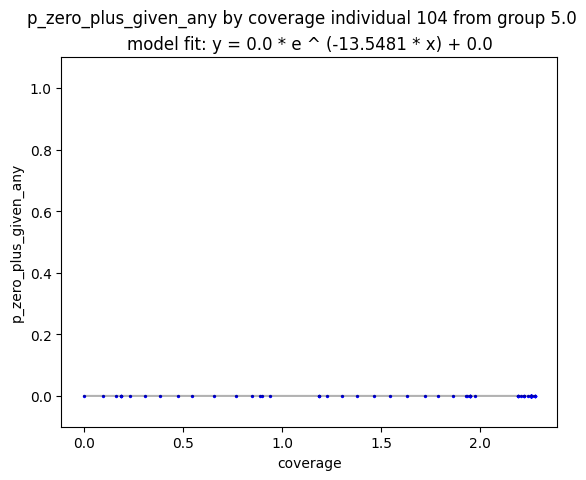 p_zero_plus_given_any by coverage individual 104 from group 5.0
model fit: y = 0.0 * e ^ (-13.5481 * x) + 0.0
1.0
0.8
0.6
0.4
0.2
0.0
p_zero_plus_given_any
0.0 0.5 1.0 1.5 2.0
coverage